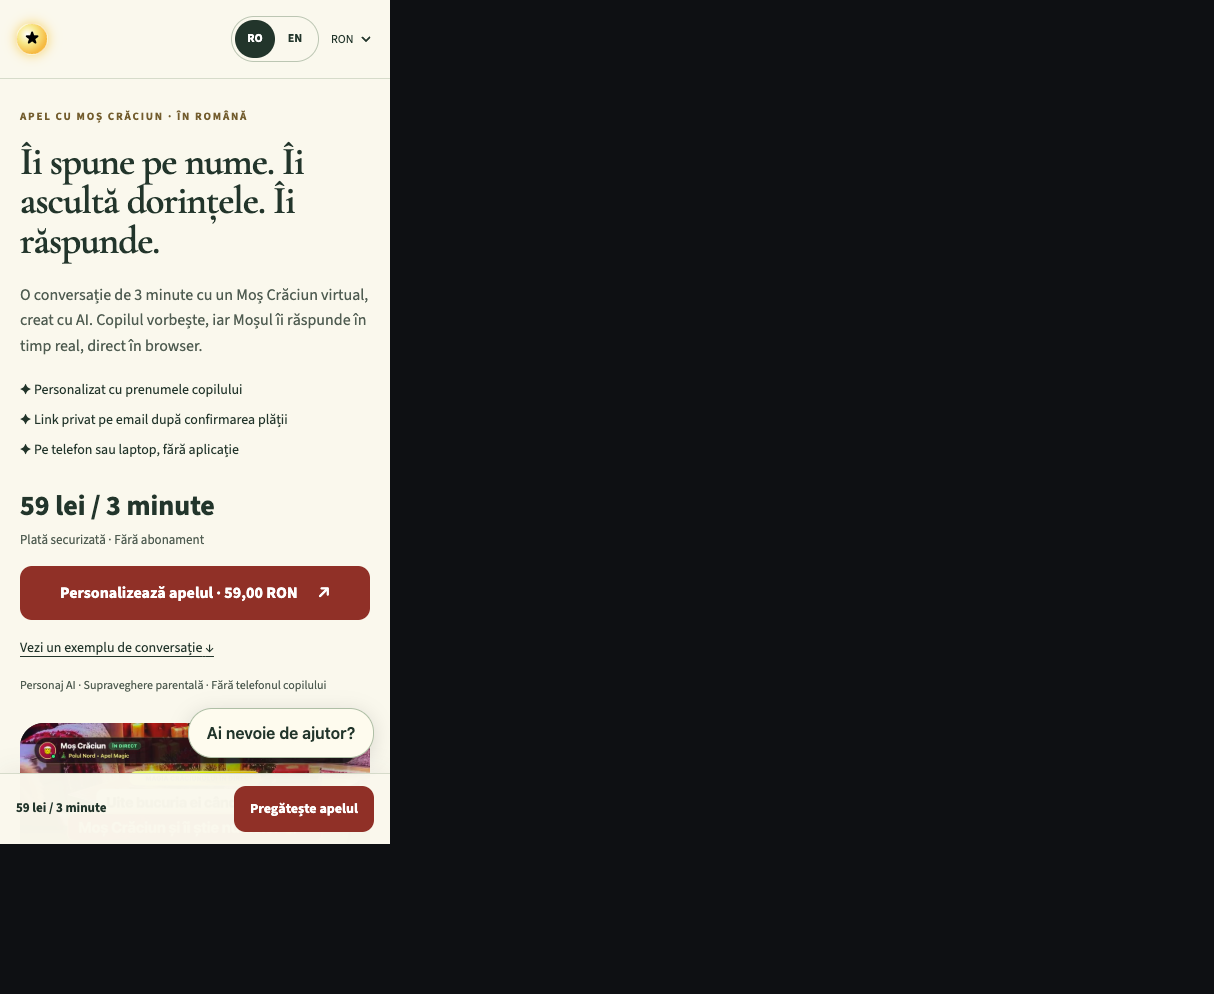 RO
EN
RON
APEL CU MOȘ CRĂCIUN · ÎN ROMÂNĂ
Îi spune pe nume. Îi
ascultă dorințele. Îi
răspunde.
O conversație de 3 minute cu un Moș Crăciun virtual,
creat cu AI. Copilul vorbește, iar Moșul îi răspunde în
timp real, direct în browser.
✦ Personalizat cu prenumele copilului
✦ Link privat pe email după confirmarea plății
✦ Pe telefon sau laptop, fără aplicație
59 lei / 3 minute
Plată securizată · Fără abonament
Personalizează apelul · 59,00 RON
Vezi un exemplu de conversație ↓
Personaj AI · Supraveghere parentală · Fără telefonul copilului
Ai nevoie de ajutor?
Moș Crăciun ÎN DIRECT
Polul Nord • Apel Magic
59 lei / 3 minute
Pregătește apelul